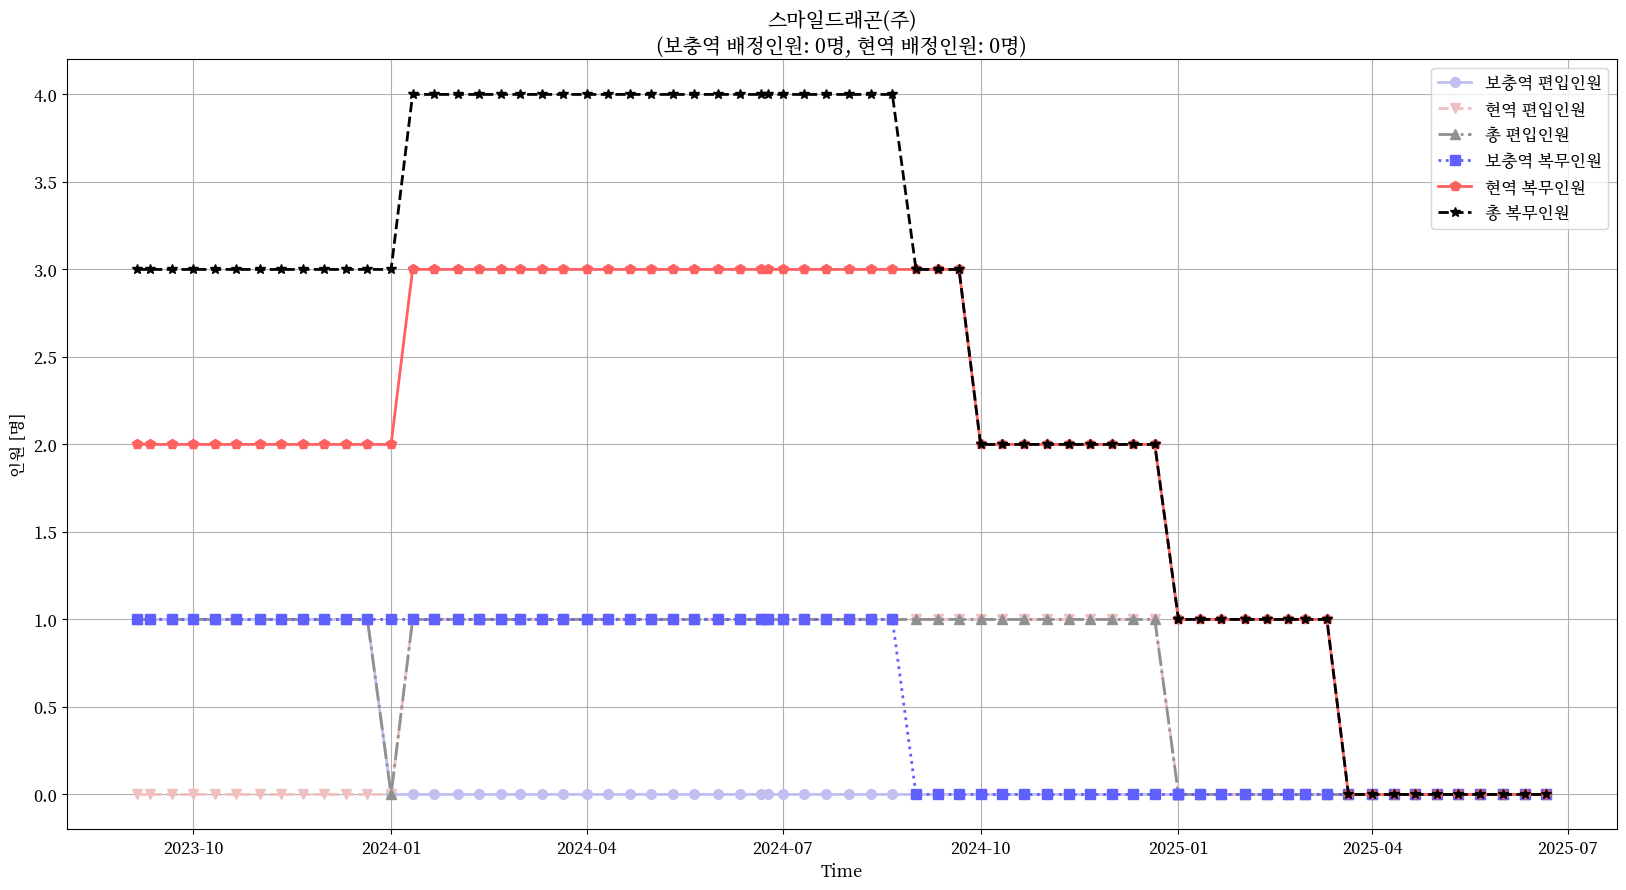 스마일드래곤(주)
(보충역 배정인원: 0명, 현역 배정인원: 0명)
보충역 편입인원
현역 편입인원
총 편입인원
보충역 복무인원
현역 복무인원
총 복무인원
4.0
3.5
3.0
2.5
2.0
1.5
1.0
0.5
0.0
인원 [명]
2023-10
2024-01
2024-04
2024-07
2024-10
2025-01
2025-04
2025-07
Time